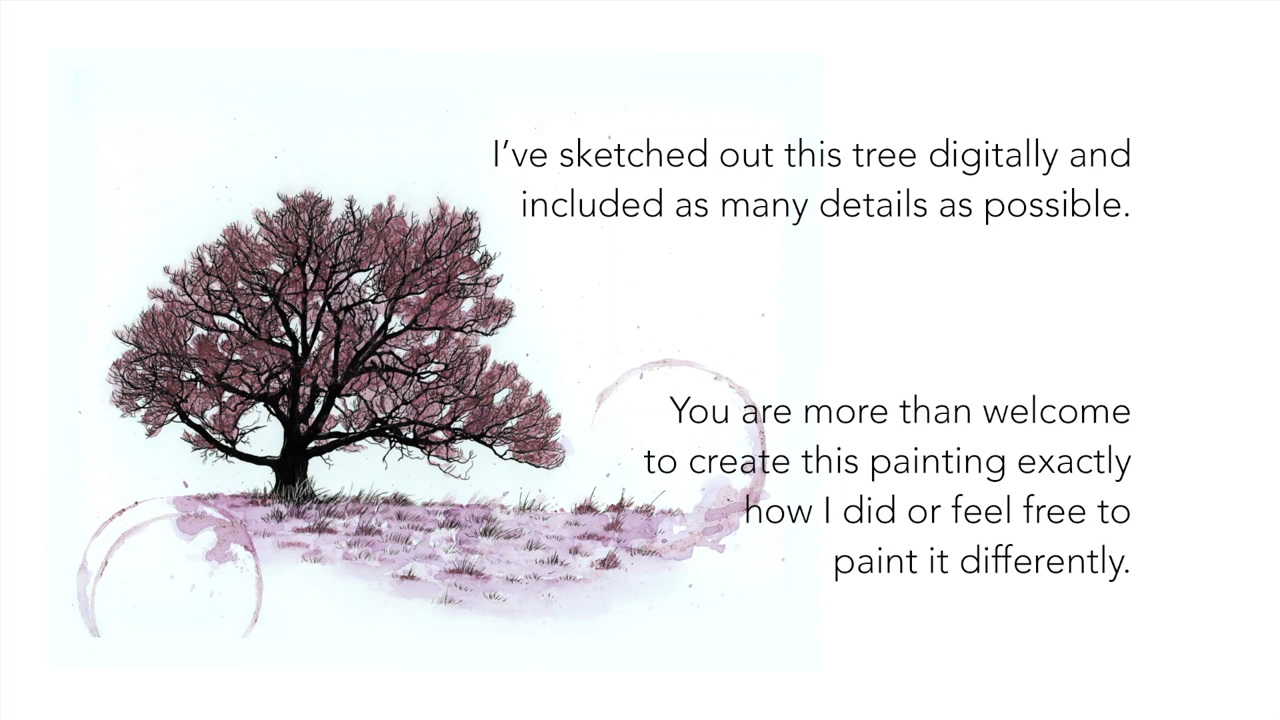 I’ve sketched out this tree digitally and
included as many details as possible.
You are more than welcome
to create this painting exactly
how I did or feel free to
paint it differently.